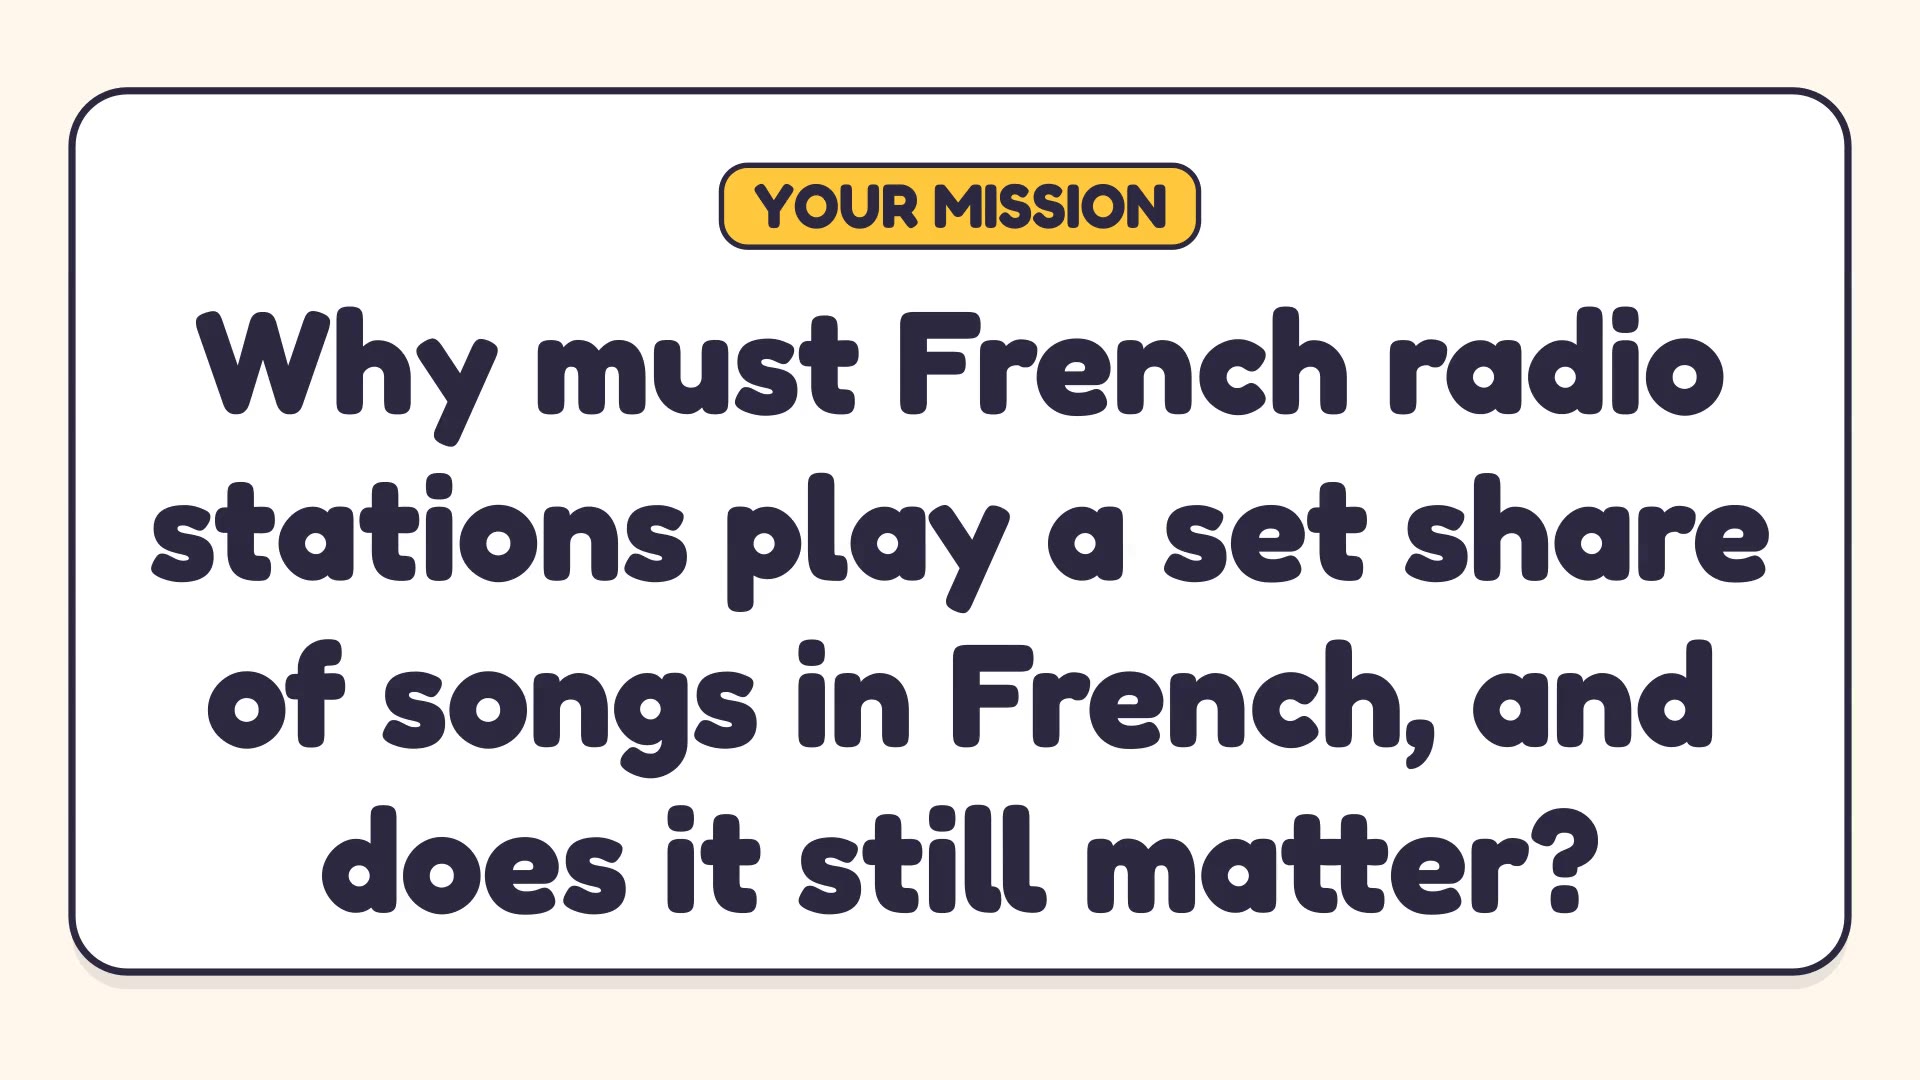 YOUR MISSION
Why must French radio
stations play a set share
of songs in French, and
does it still matter?